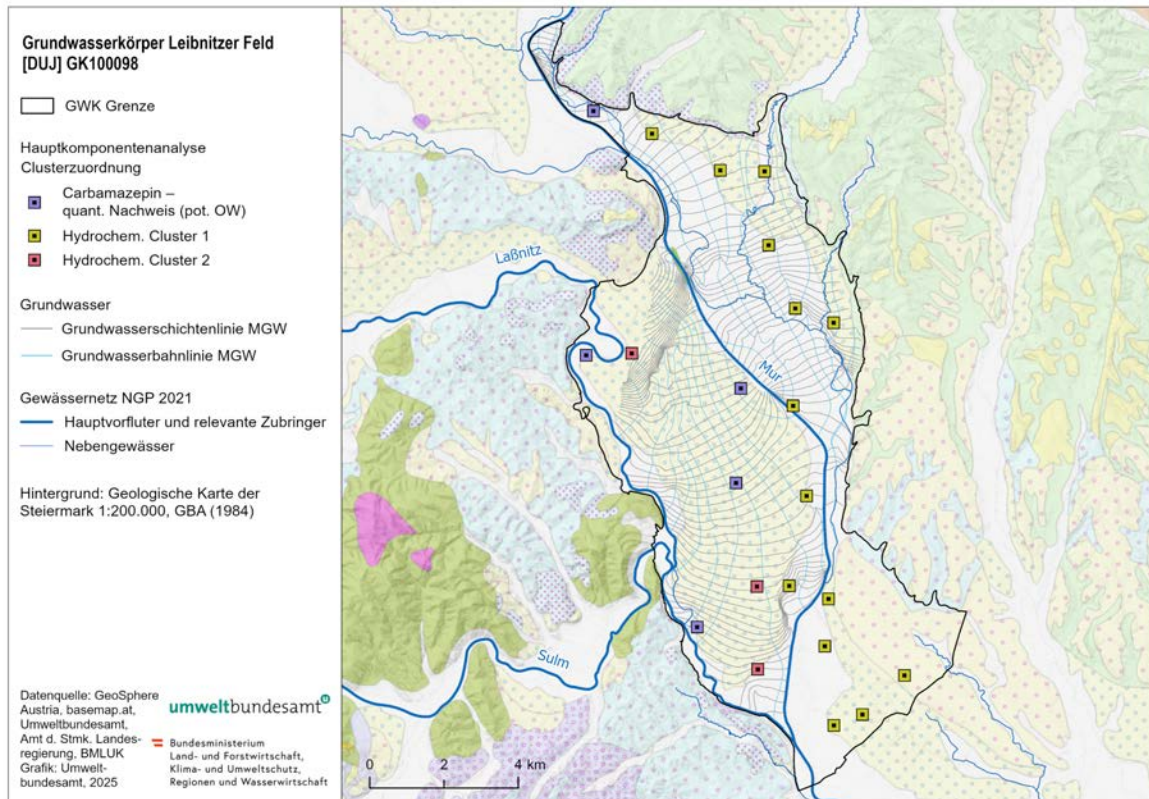 Grundwasserkörper Leibnitzer Feld
[DUJ] GK100098
GWK Grenze
Hauptkomponentenanalyse
Clusterzuordnung
Carbamazepin –
quant. Nachweis (pot. OW)
Hydrochem. Cluster 1
Hydrochem. Cluster 2
Grundwasser
Grundwasserschichtenlinie MGW
Grundwasserbahnlinie MGW
Gewässernetz NGP 2021
Hauptvorfluter und relevante Zubringer
Nebengewässer
Hintergrund: Geologische Karte der
Steiermark 1:200.000, GBA (1984)
Datenquelle: GeoSphere
Austria, basemap.at,
Umweltbundesamt,
Amt d. Stmk. Landes-
regierung, BMLUK
Grafik: Umwelt-
bundesamt, 2025
umweltbundesamt
u
Bundesministerium
Land- und Forstwirtschaft,
Klima- und Umweltschutz,
Regionen und Wasserwirtschaft
Laßnitz
Mur
Sulm
0 2 4 km